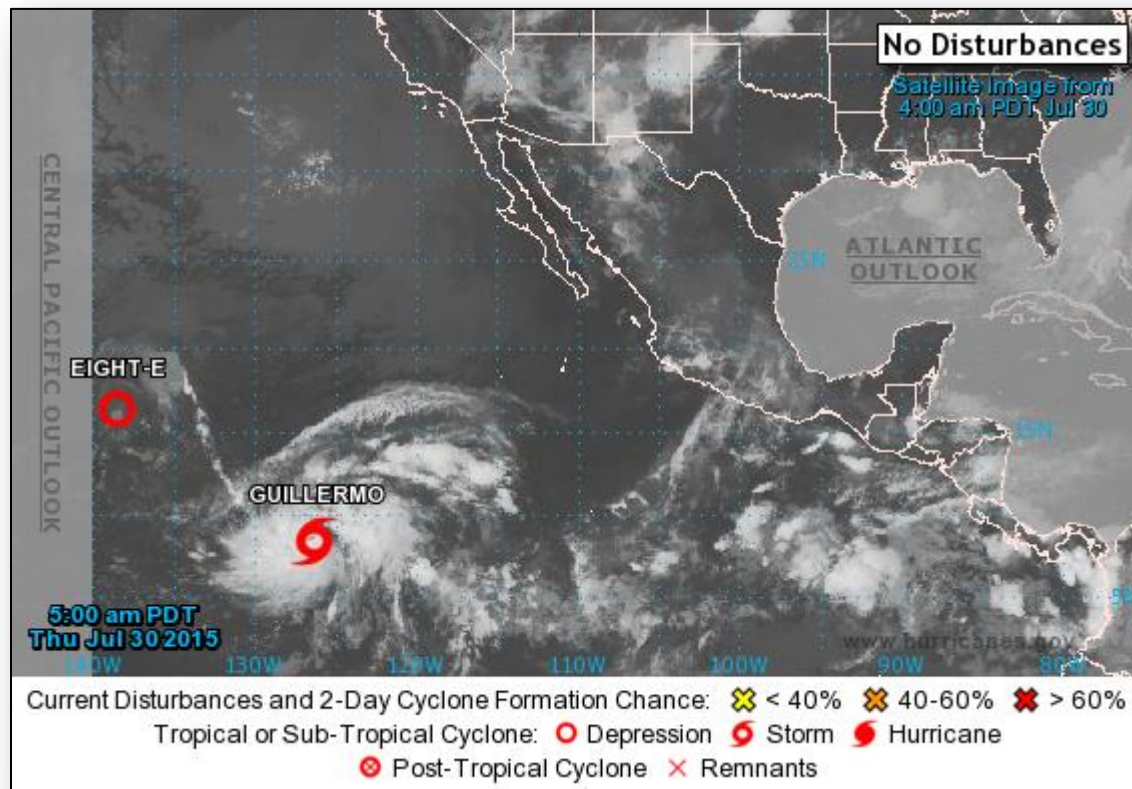 No Disturbances
Satellite Image from
4:00 am PDT Jul 30
CENTRAL PACIFIC OUTLOOK
ATLANTIC
OUTLOOK
25N
EIGHT-E
15N
GUILLERMO
5N
5:00 am PDT
Thu Jul 30 2015
www.hurricanes.gov
140W 130W 120W 110W 100W 90W 80W
Current Disturbances and 2-Day Cyclone Formation Chance: < 40% 40-60% > 60%
Tropical or Sub-Tropical Cyclone: Depression Storm Hurricane
Post-Tropical Cyclone Remnants